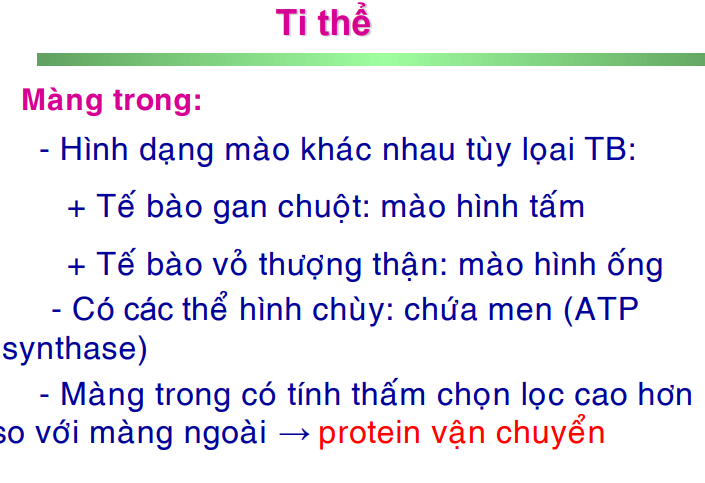 Ti thể
Màng trong:
- Hình dạng mào khác nhau tùy lọai TB:
+ Tế bào gan chuột: mào hình tấm
+ Tế bào vỏ thượng thận: mào hình ống
- Có các thể hình chùy: chứa men (ATP
synthase)
- Màng trong có tính thấm chọn lọc cao hơn
so với màng ngoài → protein vận chuyển